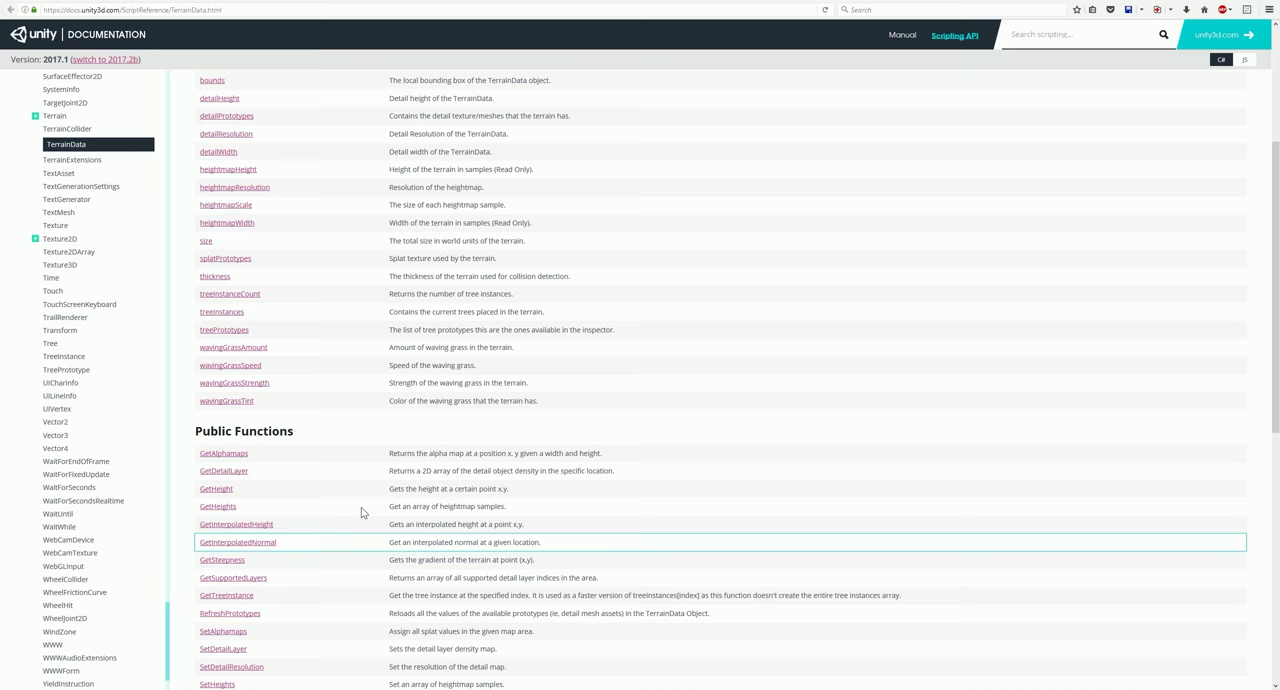 https://docs.unity3d.com/ScriptReference/TerrainData.html
Search
unity | DOCUMENTATION
Manual
Scripting API
Search scripting...
unity3d.com
Version: 2017.1 (switch to 2017.2b)
C#
JS
SurfaceEffector2D
SystemInfo
TargetJoint2D
Terrain
TerrainCollider
TerrainData
TerrainExtensions
TextAsset
TextGenerationSettings
TextGenerator
TextMesh
Texture
Texture2D
Texture2DArray
Texture3D
Time
Touch
TouchScreenKeyboard
TrailRenderer
Transform
Tree
TreeInstance
TreePrototype
UICharInfo
UILineInfo
UIVertex
Vector2
Vector3
Vector4
WaitForEndOfFrame
WaitForFixedUpdate
WaitForSeconds
WaitForSecondsRealtime
WaitUntil
WaitWhile
WebCamDevice
WebCamTexture
WebGLInput
WheelCollider
WheelFrictionCurve
WheelHit
WheelJoint2D
WindZone
WWW
WWWAudioExtensions
WWWForm
YieldInstruction
bounds The local bounding box of the TerrainData object.
detailHeight Detail height of the TerrainData.
detailPrototypes Contains the detail texture/meshes that the terrain has.
detailResolution Detail Resolution of the TerrainData.
detailWidth Detail width of the TerrainData.
heightmapHeight Height of the terrain in samples (Read Only).
heightmapResolution Resolution of the heightmap.
heightmapScale The size of each heightmap sample.
heightmapWidth Width of the terrain in samples (Read Only).
size The total size in world units of the terrain.
splatPrototypes Splat texture used by the terrain.
thickness The thickness of the terrain used for collision detection.
treeInstanceCount Returns the number of tree instances.
treeInstances Contains the current trees placed in the terrain.
treePrototypes The list of tree prototypes this are the ones available in the inspector.
wavingGrassAmount Amount of waving grass in the terrain.
wavingGrassSpeed Speed of the waving grass.
wavingGrassStrength Strength of the waving grass in the terrain.
wavingGrassTint Color of the waving grass that the terrain has.
Public Functions
GetAlphamaps Returns the alpha map at a position x, y given a width and height.
GetDetailLayer Returns a 2D array of the detail object density in the specific location.
GetHeight Gets the height at a certain point x,y.
GetHeights Get an array of heightmap samples.
GetInterpolatedHeight Gets an interpolated height at a point x,y.
GetInterpolatedNormal Get an interpolated normal at a given location.
GetSteepness Gets the gradient of the terrain at point (x,y).
GetSupportedLayers Returns an array of all supported detail layer indices in the area.
GetTreeInstance Get the tree instance at the specified index. It is used as a faster version of treeInstances[index] as this function doesn't create the entire tree instances array.
RefreshPrototypes Reloads all the values of the available prototypes (ie, detail mesh assets) in the TerrainData Object.
SetAlphamaps Assign all splat values in the given map area.
SetDetailLayer Sets the detail layer density map.
SetDetailResolution Set the resolution of the detail map.
SetHeights Set an array of heightmap samples.